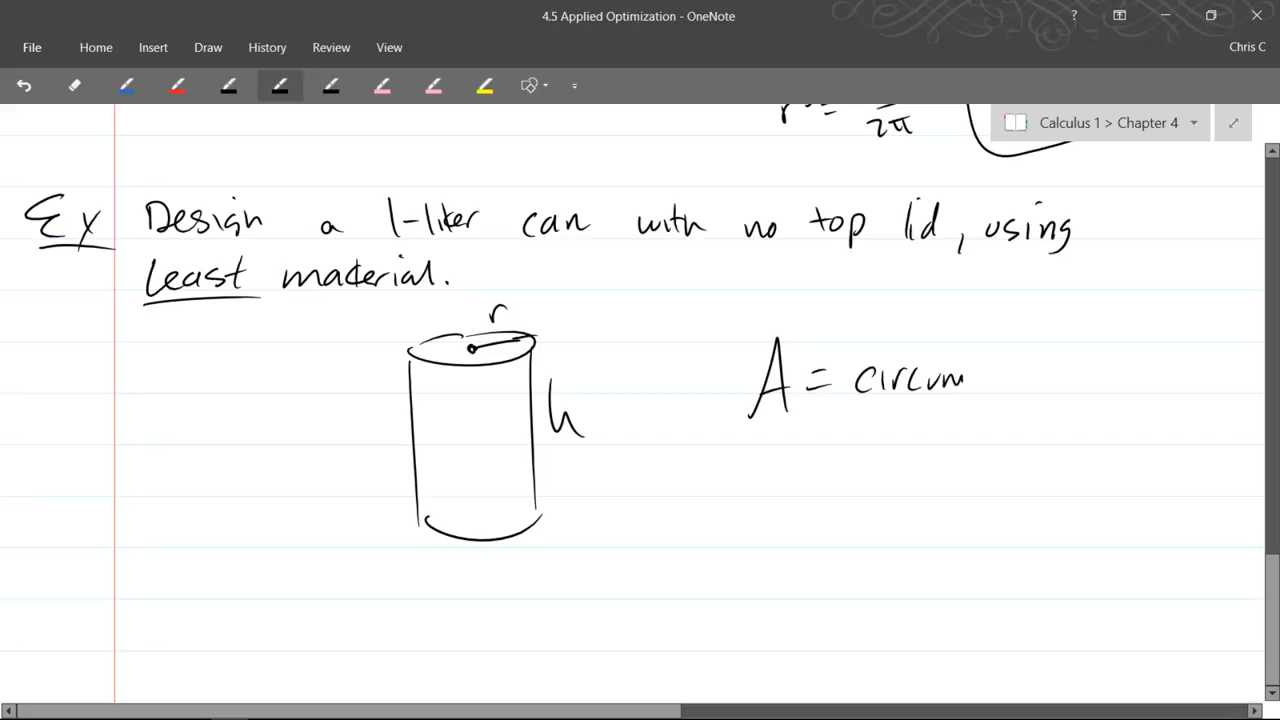 4.5 Applied Optimization - OneNote
?
File Home Insert Draw History Review View
Chris C
Calculus 1 > Chapter 4
2π
Ex Design a 1-liter can with no top lid, using
Least material.
r
h
A = circum